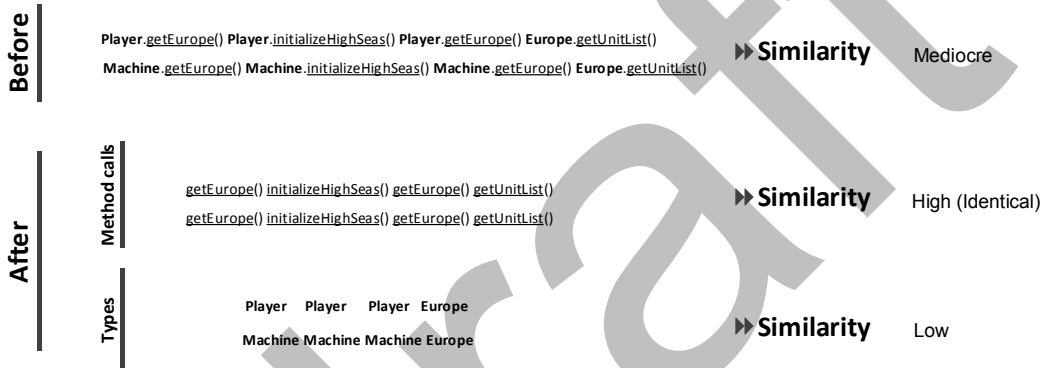 Before
Player.getEurope() Player.initializeHighSeas() Player.getEurope() Europe.getUnitList()
Machine.getEurope() Machine.initializeHighSeas() Machine.getEurope() Europe.getUnitList()
Similarity Mediocre
After
Method calls
getEurope() initializeHighSeas() getEurope() getUnitList()
getEurope() initializeHighSeas() getEurope() getUnitList()
Similarity High (Identical)
Types
Player Player Player Europe
Machine Machine Machine Europe
Similarity Low
raft